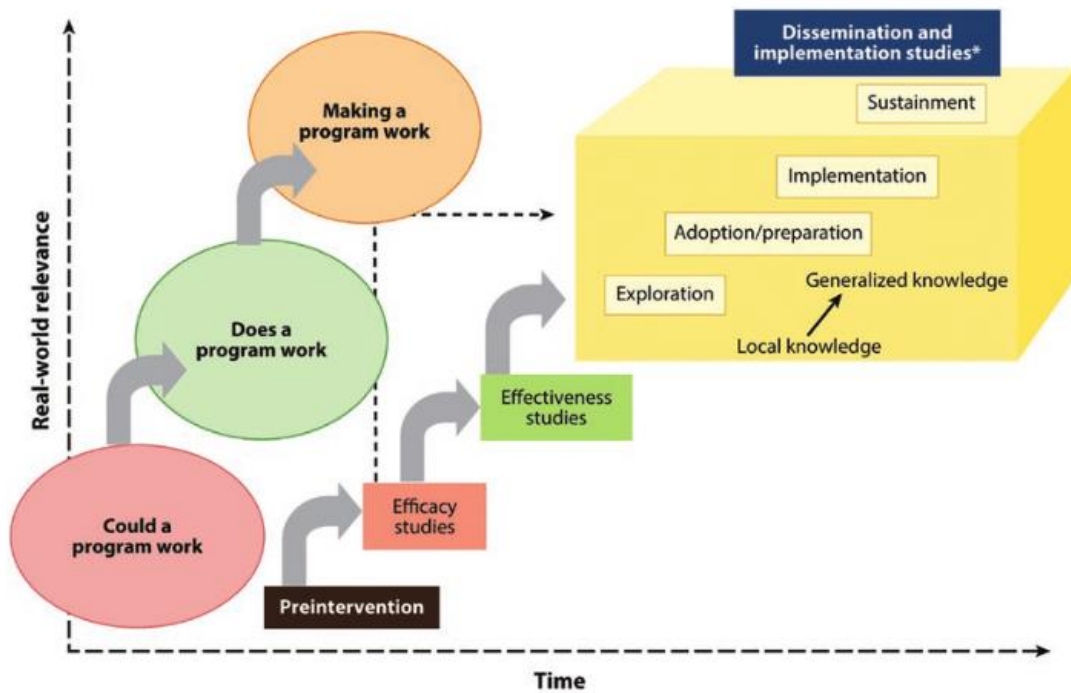 Dissemination and
implementation studies*
Sustainment
Making a
program work
Implementation
Adoption/preparation
Generalized knowledge
Exploration
Local knowledge
Does a
program work
Effectiveness
studies
Real-world relevance
Efficacy
studies
Could a
program work
Preintervention
Time